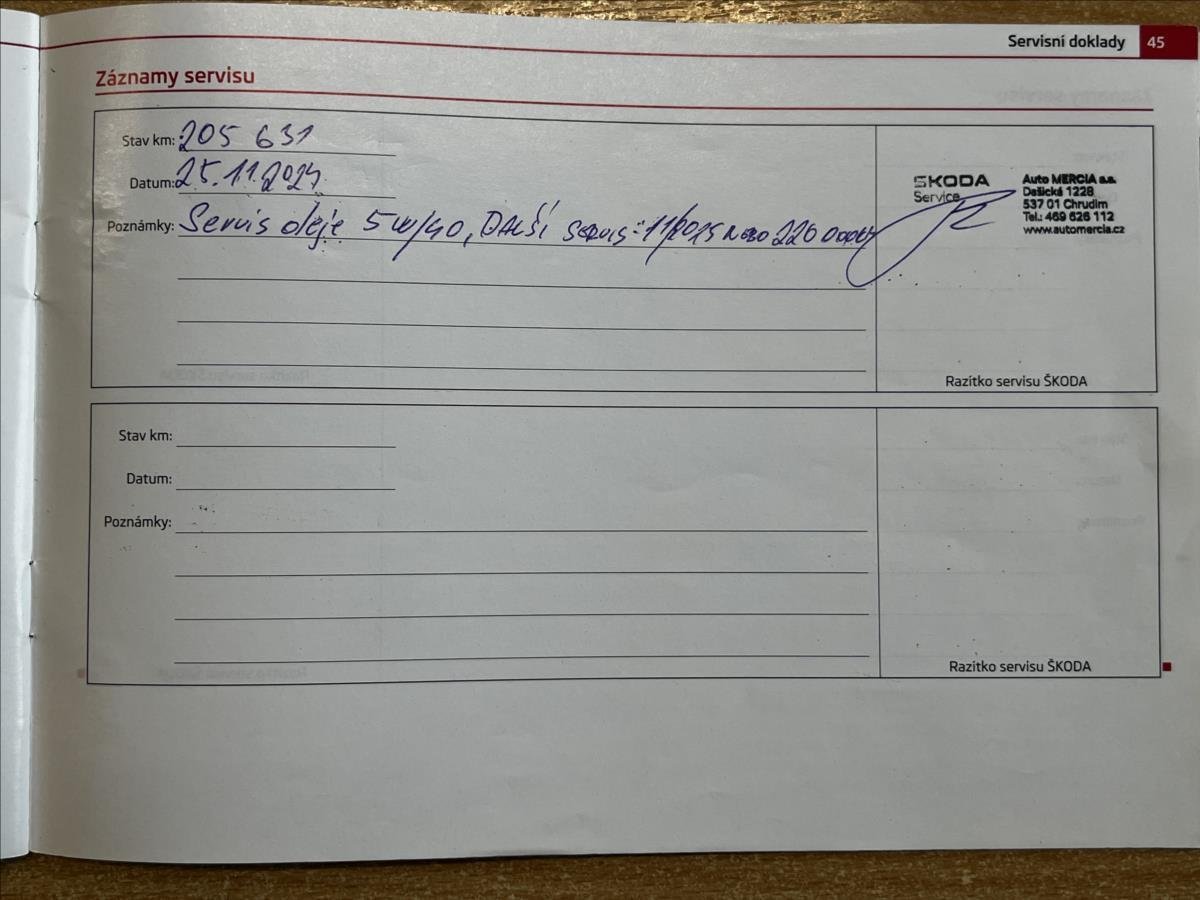 Servisní doklady 45
Záznamy servisu
Stav km: 205 631
Datum: 25.11.2024
Poznámky: Servis oleje 5W/40, DALŠÍ SERVIS: 11/2025 NEBO 220 000km
ŠKODA
Service
Auto MERCIA a.s.
Dašická 1228
537 01 Chrudim
Tel.: 469 626 112
www.automercia.cz
Razítko servisu ŠKODA
Stav km:
Datum:
Poznámky:
Razítko servisu ŠKODA